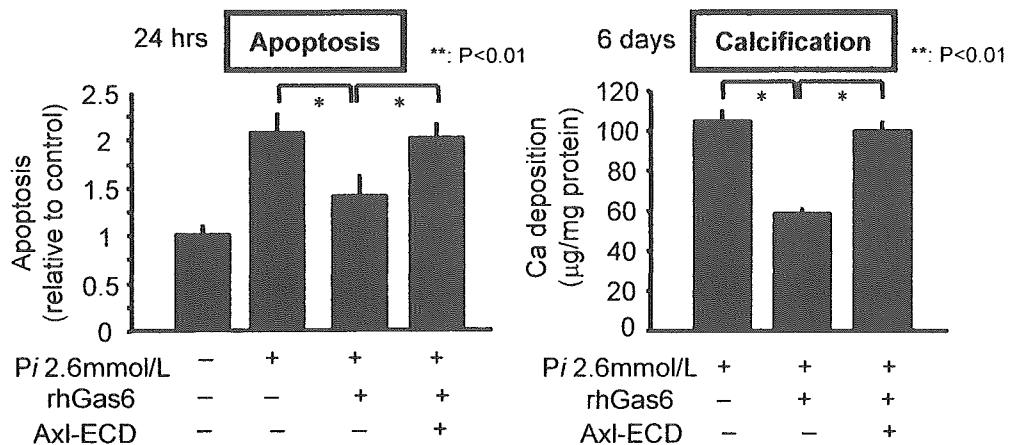 24 hrs
Apoptosis
**: P<0.01
2.5
2
1.5
1
0.5
0
Apoptosis
(relative to control)
*
*
Pi 2.6mmol/L – + + +
rhGas6 – – + +
Axl-ECD – – – +
6 days
Calcification
**: P<0.01
120
100
80
60
40
20
0
Ca deposition
(µg/mg protein)
*
*
Pi 2.6mmol/L + + +
rhGas6 – + +
Axl-ECD – – +